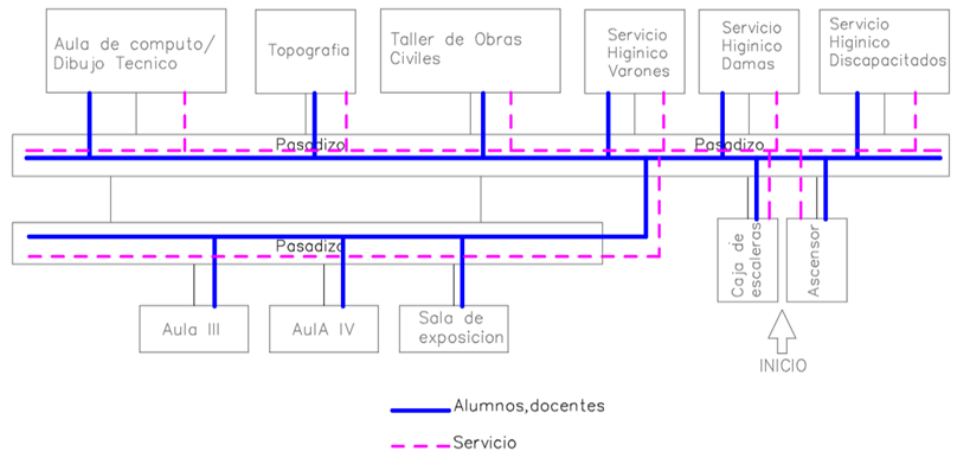 Aula de computo/
Dibujo Tecnico
Topografia
Taller de Obras
Civiles
Servicio
Higinico
Varones
Servicio
Higinico
Damas
Servicio
Higinico
Discapacitados
Pasadizo
Pasadizo
Pasadizo
Caja de
escaleras
Ascensor
Aula III
AulA IV
Sala de
exposicion
INICIO
Alumnos,docentes
Servicio